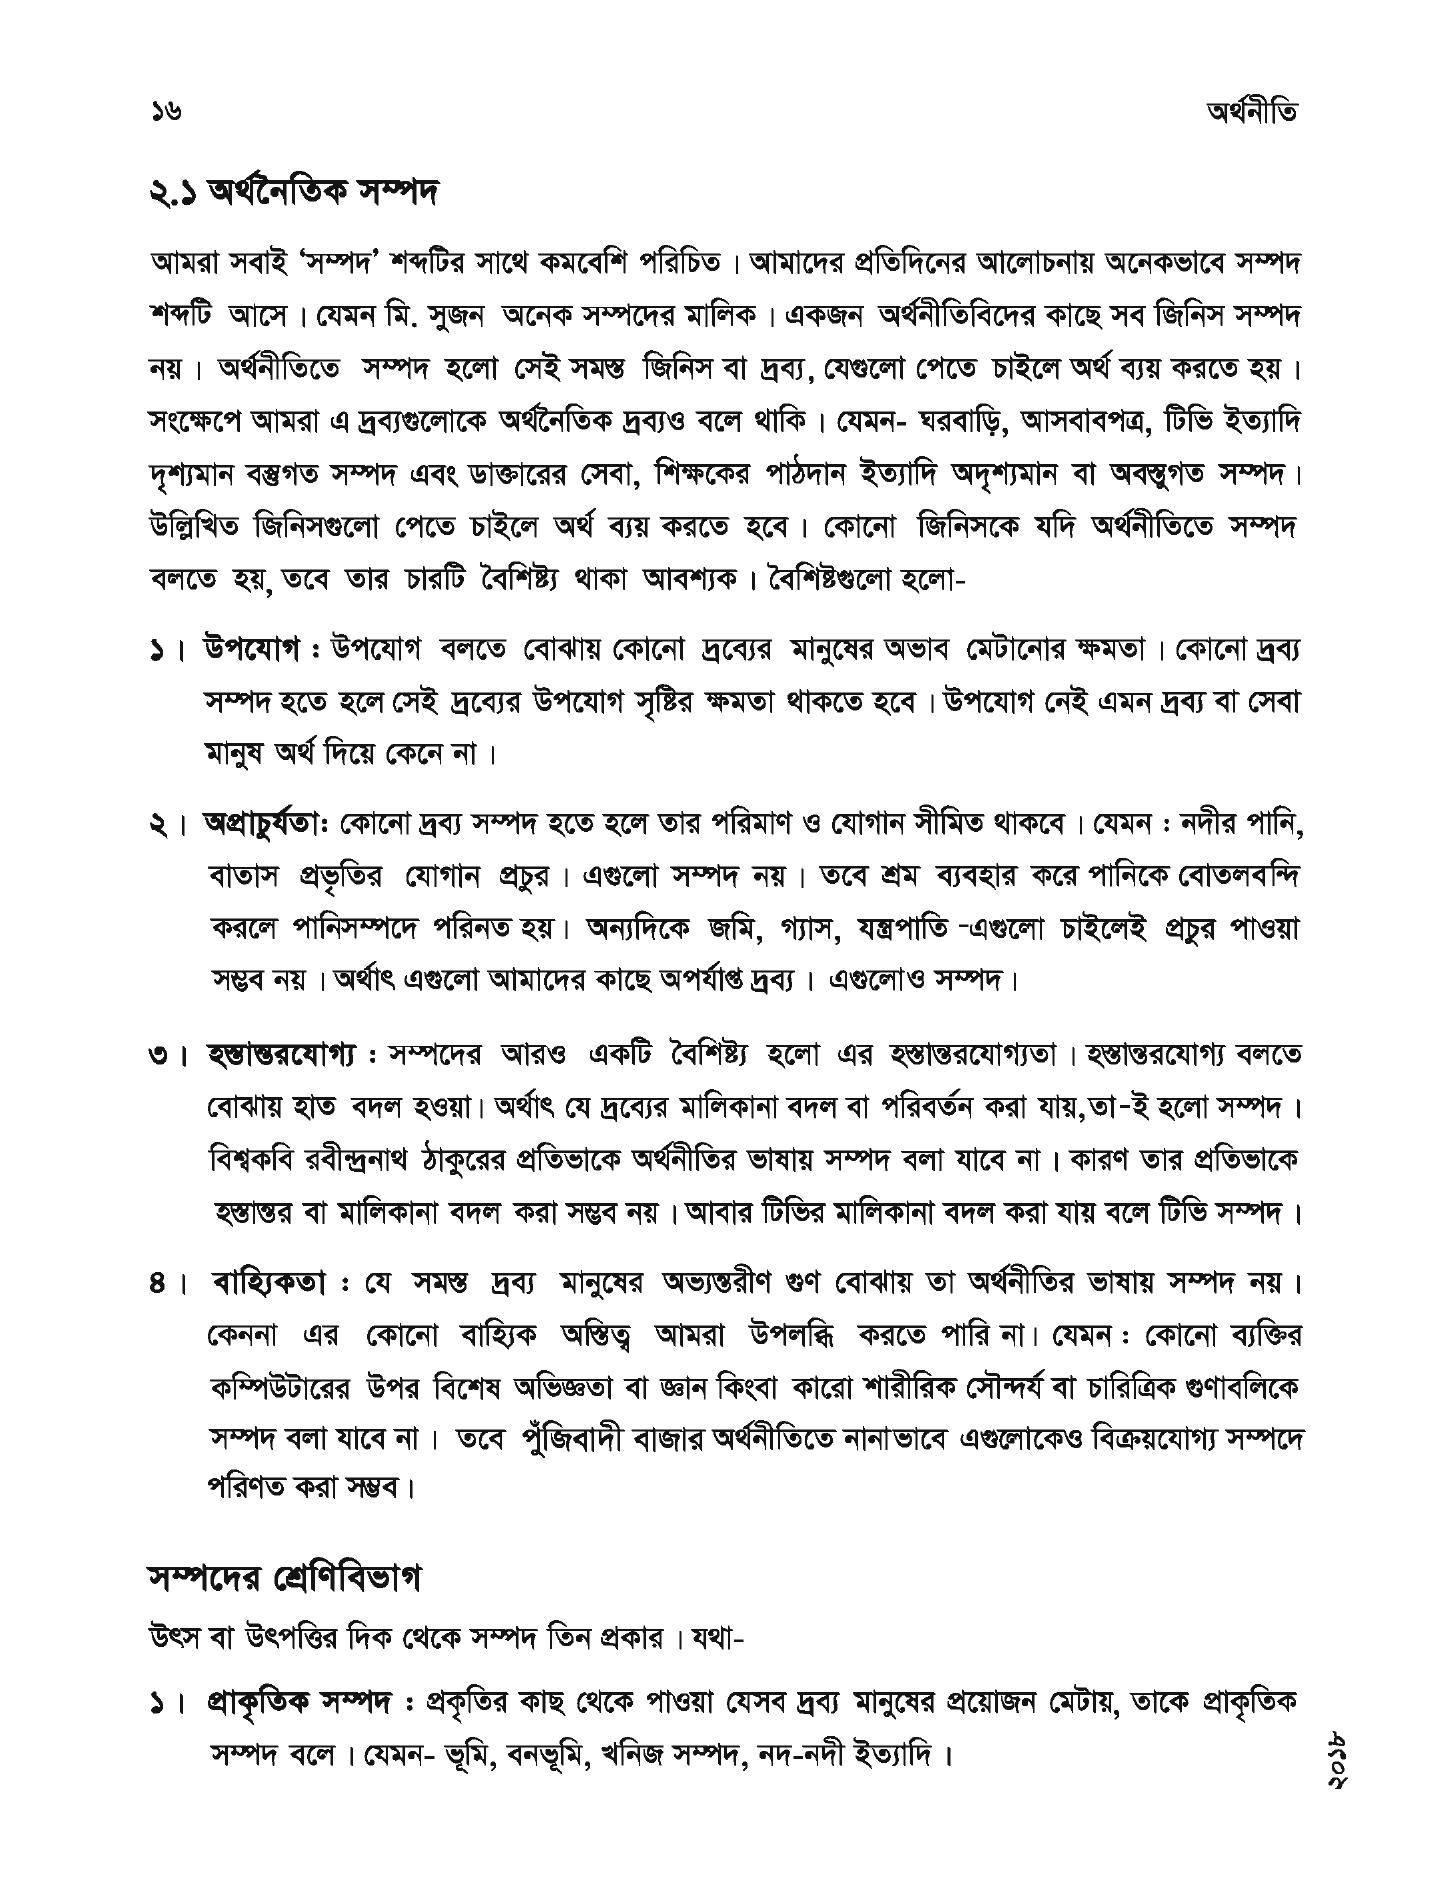 ১৬
অর্থনীতি
২.১ অর্থনৈতিক সম্পদ
আমরা সবাই ‘সম্পদ’ শব্দটির সাথে কমবেশি পরিচিত। আমাদের প্রতিদিনের আলোচনায় অনেকভাবে সম্পদ
শব্দটি আসে। যেমন মি. সুজন অনেক সম্পদের মালিক। একজন অর্থনীতিবিদের কাছে সব জিনিস সম্পদ
নয়। অর্থনীতিতে সম্পদ হলো সেই সমস্ত জিনিস বা দ্রব্য, যেগুলো পেতে চাইলে অর্থ ব্যয় করতে হয়।
সংক্ষেপে আমরা এ দ্রব্যগুলোকে অর্থনৈতিক দ্রব্যও বলে থাকি। যেমন- ঘরবাড়ি, আসবাবপত্র, টিভি ইত্যাদি
দৃশ্যমান বস্তুগত সম্পদ এবং ডাক্তারের সেবা, শিক্ষকের পাঠদান ইত্যাদি অদৃশ্যমান বা অবস্তুগত সম্পদ।
উল্লিখিত জিনিসগুলো পেতে চাইলে অর্থ ব্যয় করতে হবে। কোনো জিনিসকে যদি অর্থনীতিতে সম্পদ
বলতে হয়, তবে তার চারটি বৈশিষ্ট্য থাকা আবশ্যক। বৈশিষ্টগুলো হলো-
১। উপযোগ : উপযোগ বলতে বোঝায় কোনো দ্রব্যের মানুষের অভাব মেটানোর ক্ষমতা। কোনো দ্রব্য
সম্পদ হতে হলে সেই দ্রব্যের উপযোগ সৃষ্টির ক্ষমতা থাকতে হবে। উপযোগ নেই এমন দ্রব্য বা সেবা
মানুষ অর্থ দিয়ে কেনে না।
২। অপ্রাচুর্যতা: কোনো দ্রব্য সম্পদ হতে হলে তার পরিমাণ ও যোগান সীমিত থাকবে। যেমন : নদীর পানি,
বাতাস প্রভৃতির যোগান প্রচুর। এগুলো সম্পদ নয়। তবে শ্রম ব্যবহার করে পানিকে বোতলবন্দি
করলে পানিসম্পদে পরিনত হয়। অন্যদিকে জমি, গ্যাস, যন্ত্রপাতি -এগুলো চাইলেই প্রচুর পাওয়া
সম্ভব নয়। অর্থাৎ এগুলো আমাদের কাছে অপর্যাপ্ত দ্রব্য। এগুলোও সম্পদ।
৩। হস্তান্তরযোগ্য : সম্পদের আরও একটি বৈশিষ্ট্য হলো এর হস্তান্তরযোগ্যতা। হস্তান্তরযোগ্য বলতে
বোঝায় হাত বদল হওয়া। অর্থাৎ যে দ্রব্যের মালিকানা বদল বা পরিবর্তন করা যায়,তা-ই হলো সম্পদ।
বিশ্বকবি রবীন্দ্রনাথ ঠাকুরের প্রতিভাকে অর্থনীতির ভাষায় সম্পদ বলা যাবে না। কারণ তার প্রতিভাকে
হস্তান্তর বা মালিকানা বদল করা সম্ভব নয়। আবার টিভির মালিকানা বদল করা যায় বলে টিভি সম্পদ।
৪। বাহ্যিকতা : যে সমস্ত দ্রব্য মানুষের অভ্যন্তরীণ গুণ বোঝায় তা অর্থনীতির ভাষায় সম্পদ নয়।
কেননা এর কোনো বাহ্যিক অস্তিত্ব আমরা উপলব্ধি করতে পারি না। যেমন : কোনো ব্যক্তির
কম্পিউটারের উপর বিশেষ অভিজ্ঞতা বা জ্ঞান কিংবা কারো শারীরিক সৌন্দর্য বা চারিত্রিক গুণাবলিকে
সম্পদ বলা যাবে না। তবে পুঁজিবাদী বাজার অর্থনীতিতে নানাভাবে এগুলোকেও বিক্রয়যোগ্য সম্পদে
পরিণত করা সম্ভব।
সম্পদের শ্রেণিবিভাগ
উৎস বা উৎপত্তির দিক থেকে সম্পদ তিন প্রকার। যথা-
১। প্রাকৃতিক সম্পদ : প্রকৃতির কাছ থেকে পাওয়া যেসব দ্রব্য মানুষের প্রয়োজন মেটায়, তাকে প্রাকৃতিক
সম্পদ বলে। যেমন- ভূমি, বনভূমি, খনিজ সম্পদ, নদ-নদী ইত্যাদি।
২০১৮